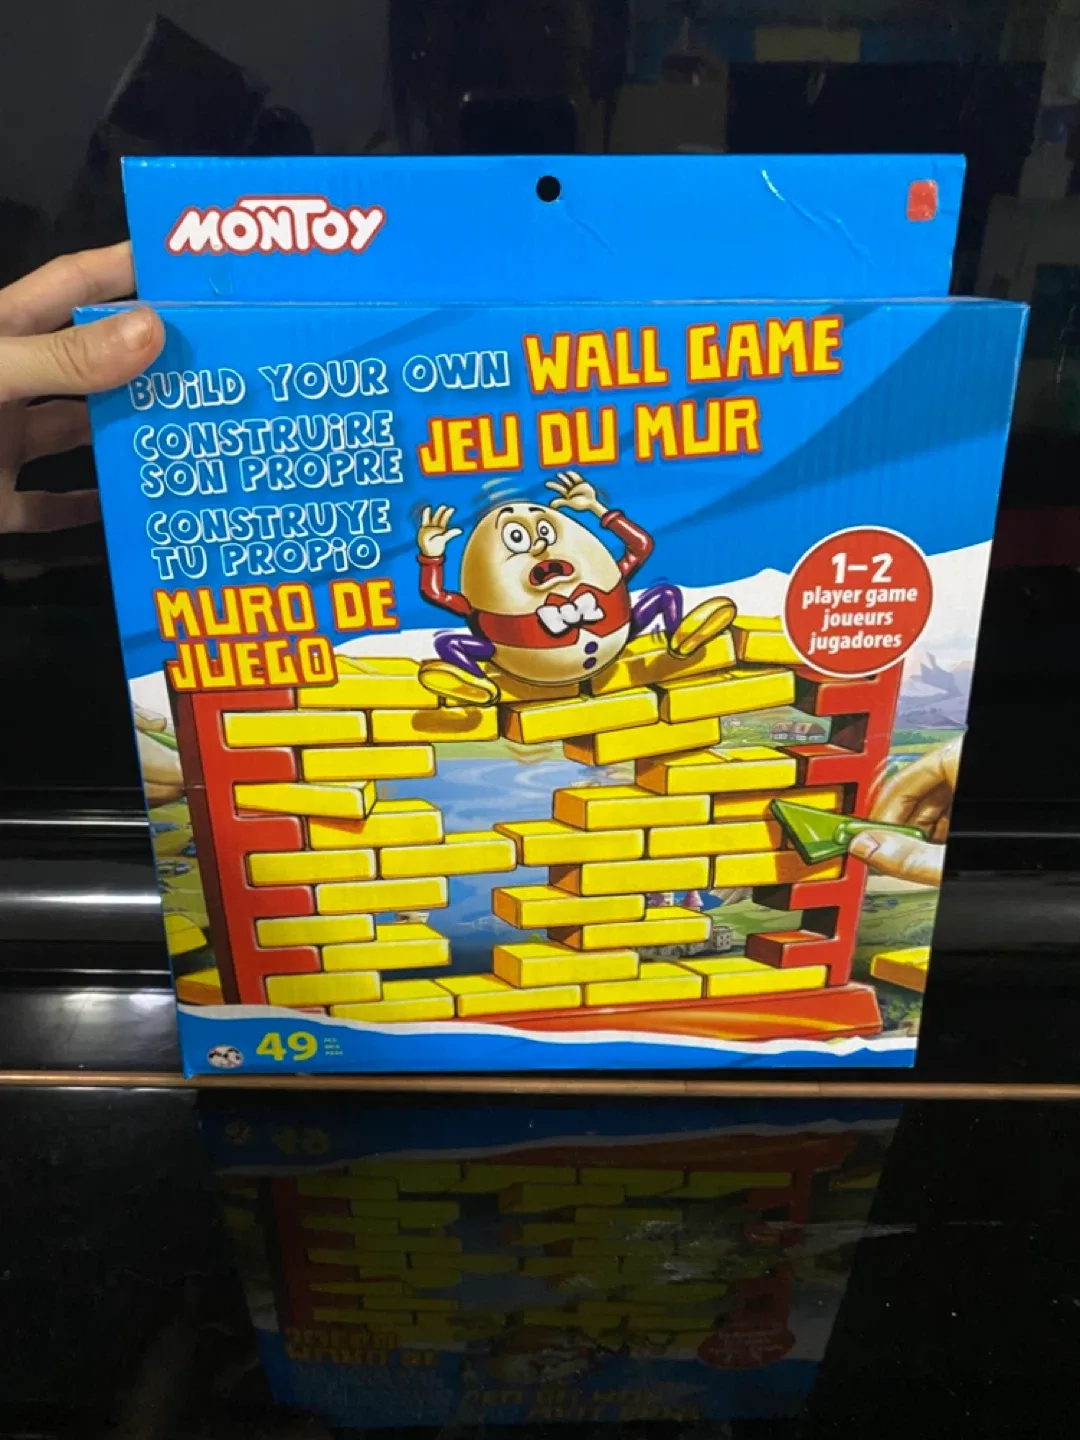 MONTOY
BUiLD YOUR OWN WALL GAME
CONSTRUiRE
SON PROPRE JEU DU MUR
CONSTRUYE
TU PROPiO
MURO DE
JUEGO
1–2
player game
joueurs
jugadores
49